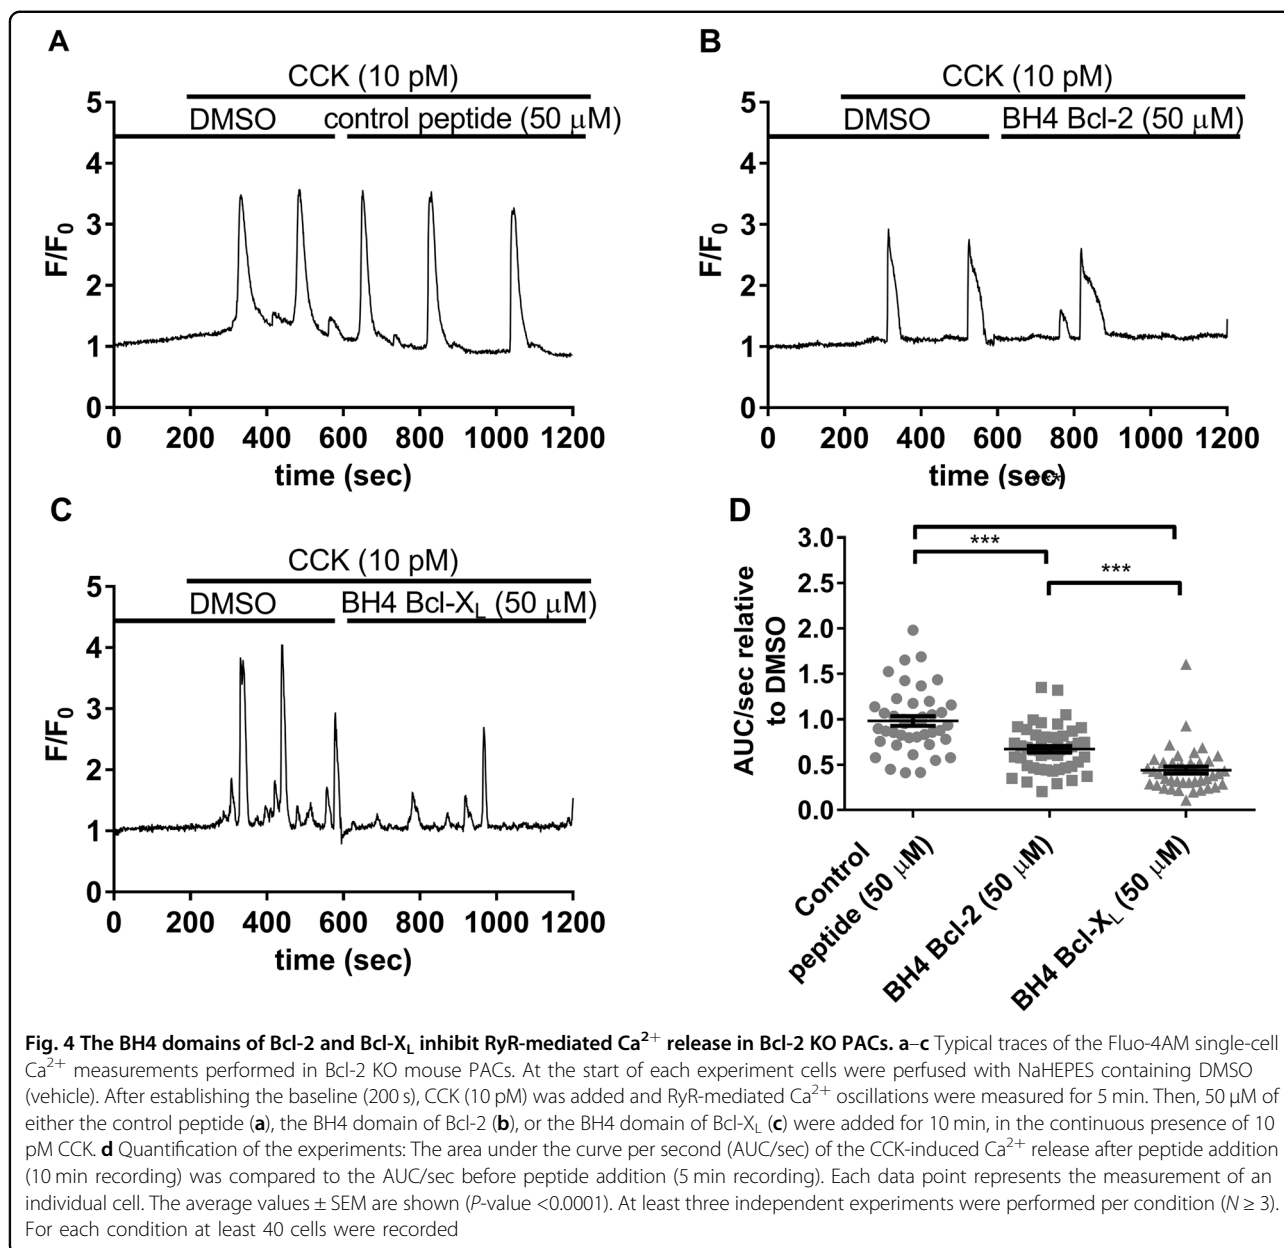 A
CCK (10 pM)
DMSO
control peptide (50 µM)
5
4
3
2
1
0
F/F0
0 200 400 600 800 1000 1200
time (sec)
B
CCK (10 pM)
DMSO
BH4 Bcl-2 (50 µM)
5
4
3
2
1
0
F/F0
0 200 400 600 800 1000 1200
time (sec)
***
C
CCK (10 pM)
DMSO
BH4 Bcl-XL (50 µM)
5
4
3
2
1
0
F/F0
0 200 400 600 800 1000 1200
time (sec)
D
***
***
3.0
2.5
2.0
1.5
1.0
0.5
0.0
AUC/sec relative
to DMSO
Control
peptide (50 µM)
BH4 Bcl-2 (50 µM)
BH4 Bcl-XL (50 µM)
Fig. 4 The BH4 domains of Bcl-2 and Bcl-XL inhibit RyR-mediated Ca2+ release in Bcl-2 KO PACs. a–c Typical traces of the Fluo-4AM single-cell
Ca2+ measurements performed in Bcl-2 KO mouse PACs. At the start of each experiment cells were perfused with NaHEPES containing DMSO
(vehicle). After establishing the baseline (200 s), CCK (10 pM) was added and RyR-mediated Ca2+ oscillations were measured for 5 min. Then, 50 µM of
either the control peptide (a), the BH4 domain of Bcl-2 (b), or the BH4 domain of Bcl-XL (c) were added for 10 min, in the continuous presence of 10
pM CCK. d Quantification of the experiments: The area under the curve per second (AUC/sec) of the CCK-induced Ca2+ release after peptide addition
(10 min recording) was compared to the AUC/sec before peptide addition (5 min recording). Each data point represents the measurement of an
individual cell. The average values ± SEM are shown (P-value <0.0001). At least three independent experiments were performed per condition (N ≥ 3).
For each condition at least 40 cells were recorded